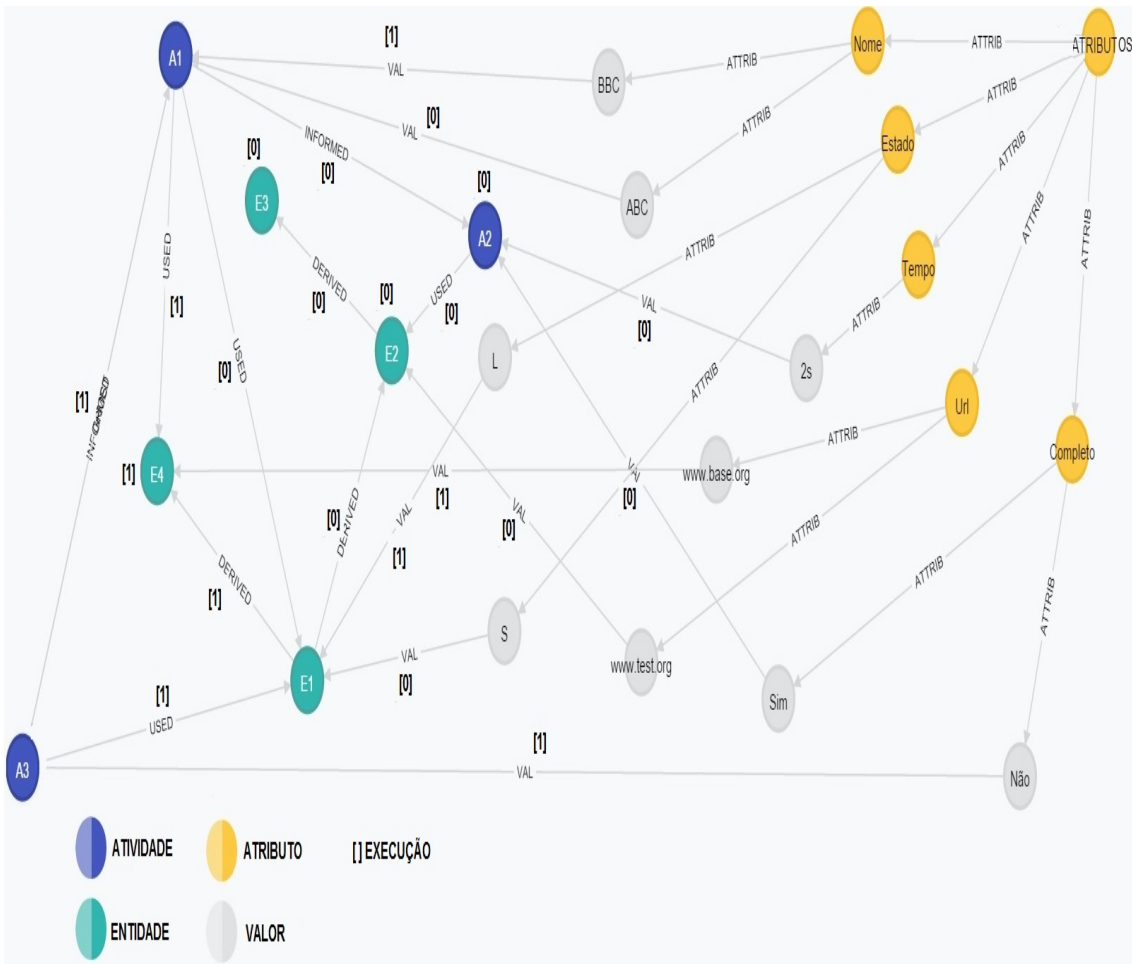 [1]
A1
VAL
BBC
ATTRIB
Nome
ATTRIB
ATRIBUTOS
[0]
VAL
ATTRIB
ATTRIB
INFORMED
[0]
[0]
[0]
E3
A2
ABC
Estado
ATTRIB
ATTRIB
ATTRIB
ATTRIB
USED
[1]
DERIVED
[0]
[0]
USED
[0]
Tempo
VAL
[0]
ATTRIB
USED
[0]
E2
L
2s
ATTRIB
Url
[1]
E4
[1]
VAL
[1]
VAL
www.base.org
ATTRIB
Completo
[0]
DERIVED
VAL
[0]
[0]
ATTRIB
DERIVED
[1]
[1]
ATTRIB
ATTRIB
S
VAL
[0]
www.test.org
Sim
E1
[1]
USED
A3
[1]
VAL
Não
ATIVIDADE
ATRIBUTO
[ ] EXECUÇÃO
ENTIDADE
VALOR